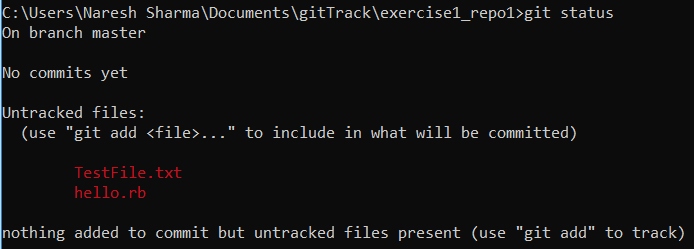 C:\Users\Naresh Sharma\Documents\gitTrack\exercise1_repo1>git status
On branch master
No commits yet
Untracked files:
(use "git add <file>..." to include in what will be committed)
TestFile.txt
hello.rb
nothing added to commit but untracked files present (use "git add" to track)